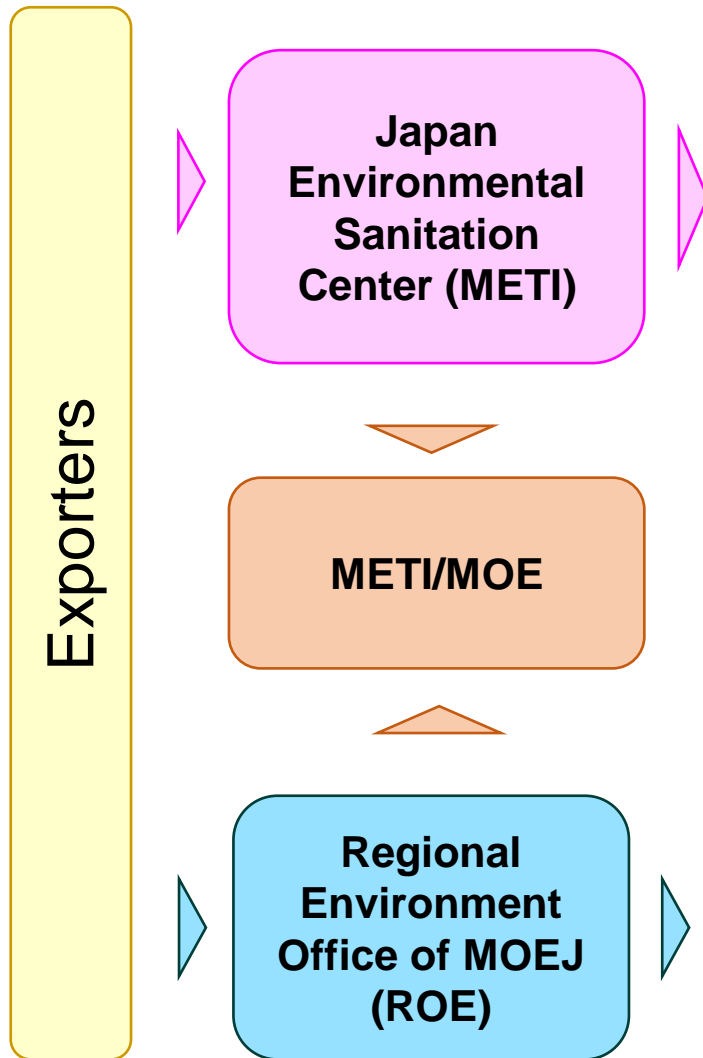 Exporters
Japan
Environmental
Sanitation
Center (METI)
METI/MOE
Regional
Environment
Office of MOEJ
(ROE)